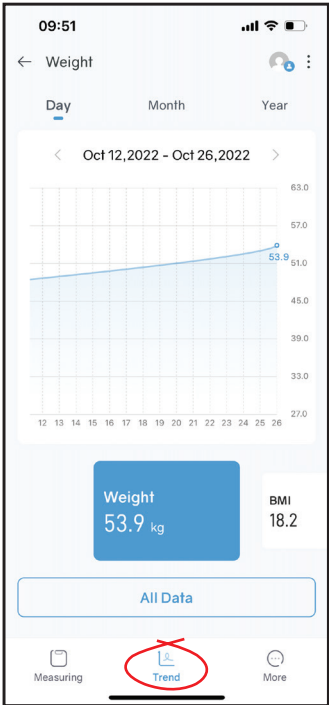 09:51
Weight
Day Month Year
Oct 12,2022 - Oct 26,2022
63.0
57.0
53.9
51.0
45.0
39.0
33.0
27.0
12 13 14 15 16 17 18 19 20 21 22 23 24 25 26
Weight
53.9 kg
BMI
18.2
All Data
Measuring Trend More